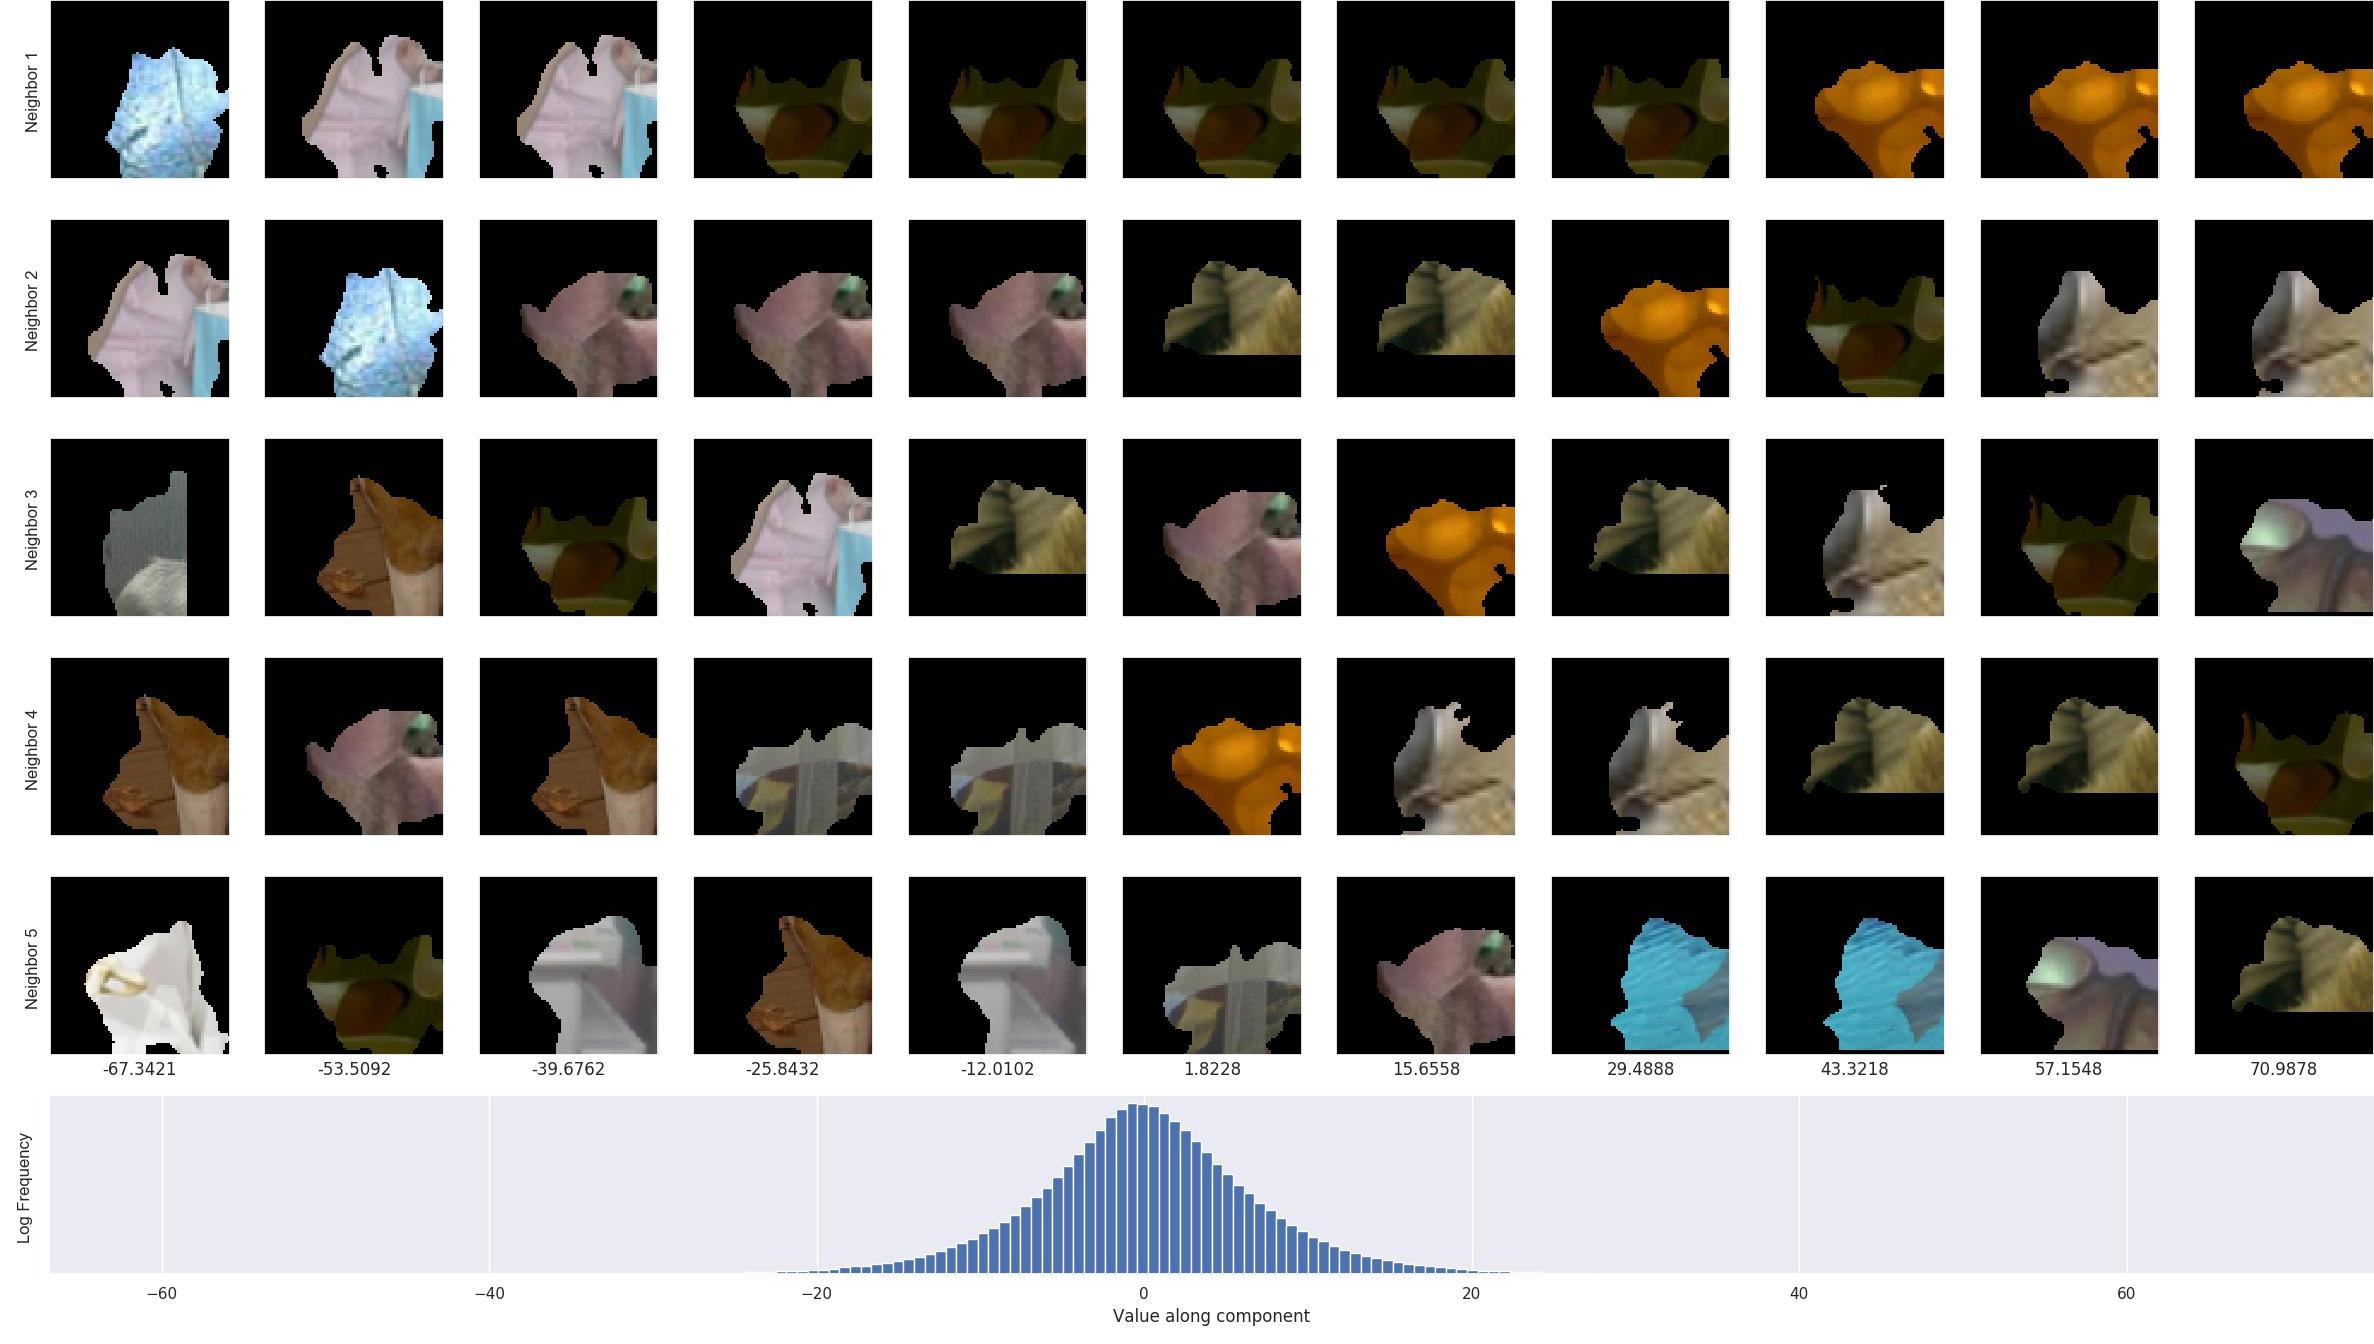 Neighbor 1
Neighbor 2
Neighbor 3
Neighbor 4
Neighbor 5
-67.3421 -53.5092 -39.6762 -25.8432 -12.0102 1.8228 15.6558 29.4888 43.3218 57.1548 70.9878
Log Frequency
−60 −40 −20 0 20 40 60
Value along component